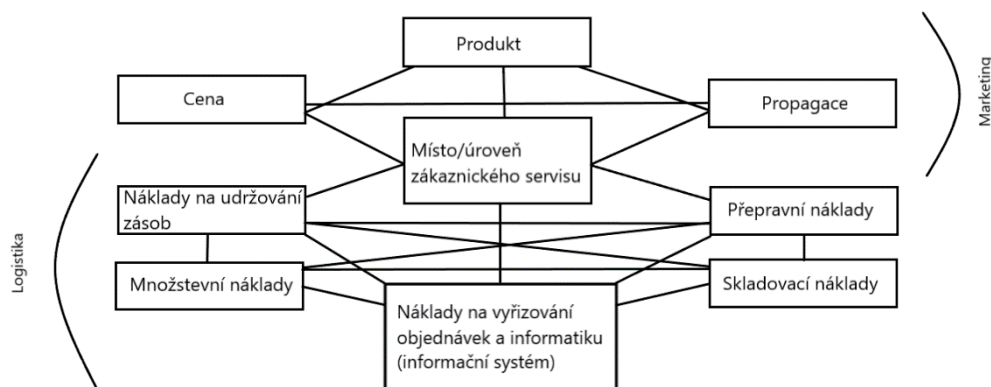 Produkt
Marketing
Cena
Propagace
Místo/úroveň
zákaznického servisu
Náklady na udržování
zásob
Přepravní náklady
Logistika
Množstevní náklady
Skladovací náklady
Náklady na vyřizování
objednávek a informatiku
(informační systém)